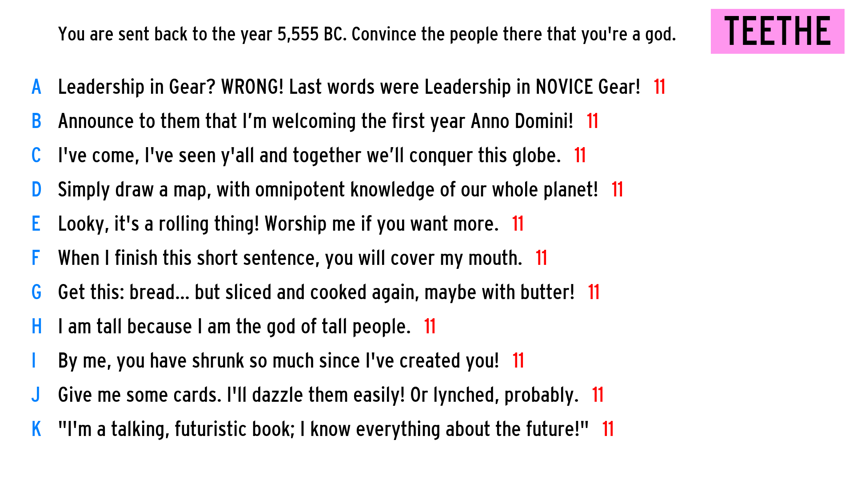 You are sent back to the year 5,555 BC. Convince the people there that you're a god.
TEETHE
A Leadership in Gear? WRONG! Last words were Leadership in NOVICE Gear! 11
B Announce to them that I’m welcoming the first year Anno Domini! 11
C I've come, I've seen y'all and together we’ll conquer this globe. 11
D Simply draw a map, with omnipotent knowledge of our whole planet! 11
E Looky, it's a rolling thing! Worship me if you want more. 11
F When I finish this short sentence, you will cover my mouth. 11
G Get this: bread... but sliced and cooked again, maybe with butter! 11
H I am tall because I am the god of tall people. 11
I By me, you have shrunk so much since I've created you! 11
J Give me some cards. I'll dazzle them easily! Or lynched, probably. 11
K "I'm a talking, futuristic book; I know everything about the future!" 11